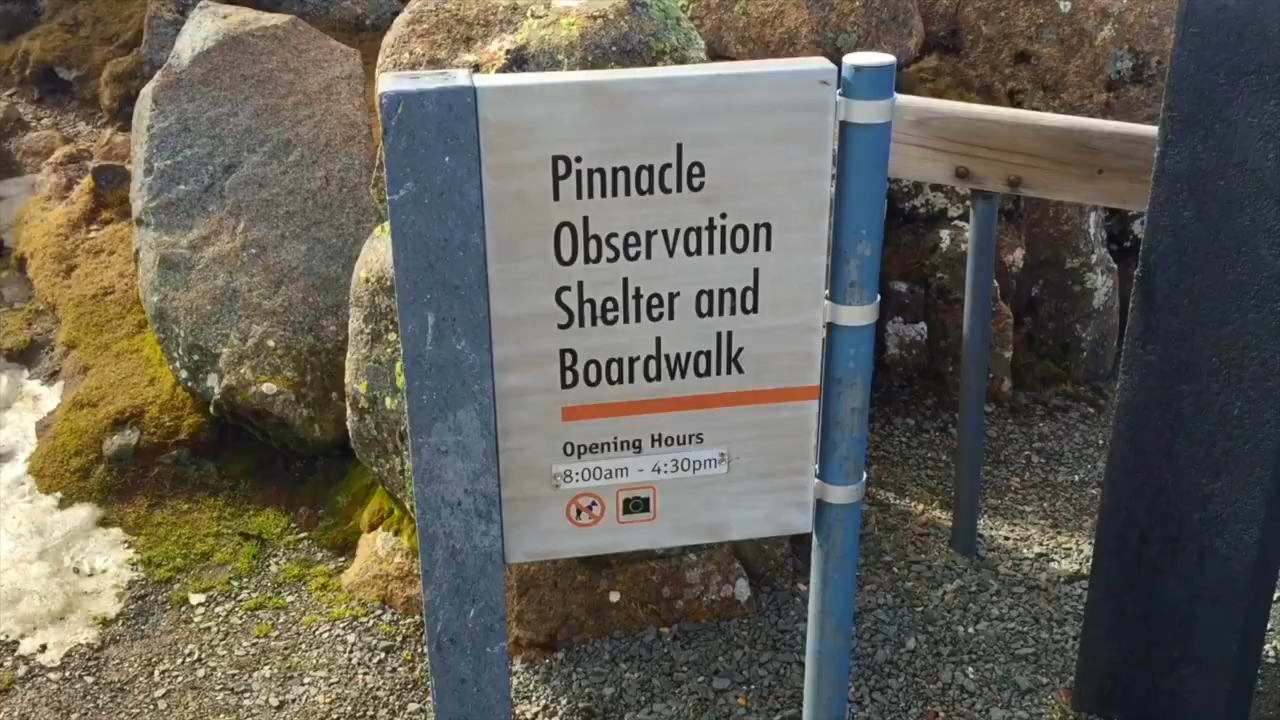 Pinnacle
Observation
Shelter and
Boardwalk
Opening Hours
8:00am - 4:30pm